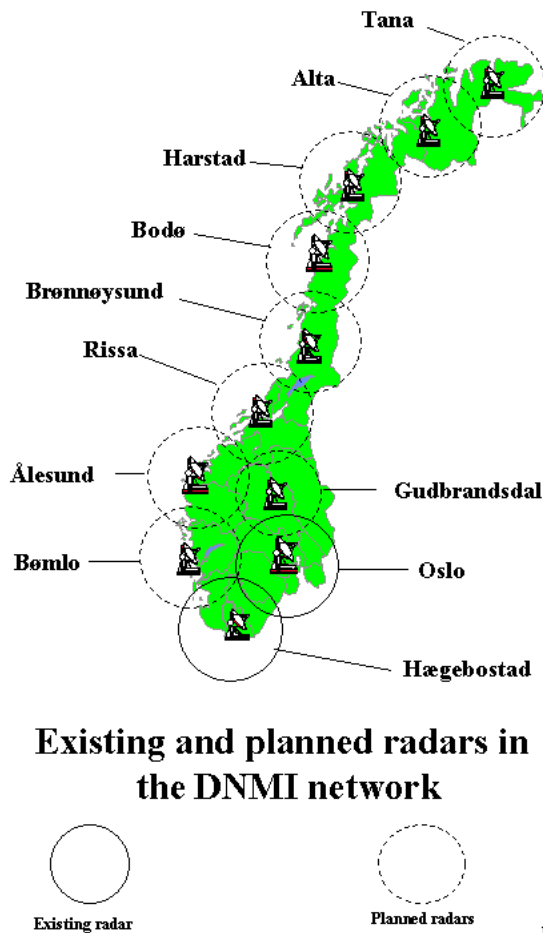 Tana
Alta
Harstad
Bodø
Brønnøysund
Rissa
Ålesund
Gudbrandsdal
Bømlo
Oslo
Hægebostad
Existing and planned radars in
the DNMI network
Existing radar
Planned radars